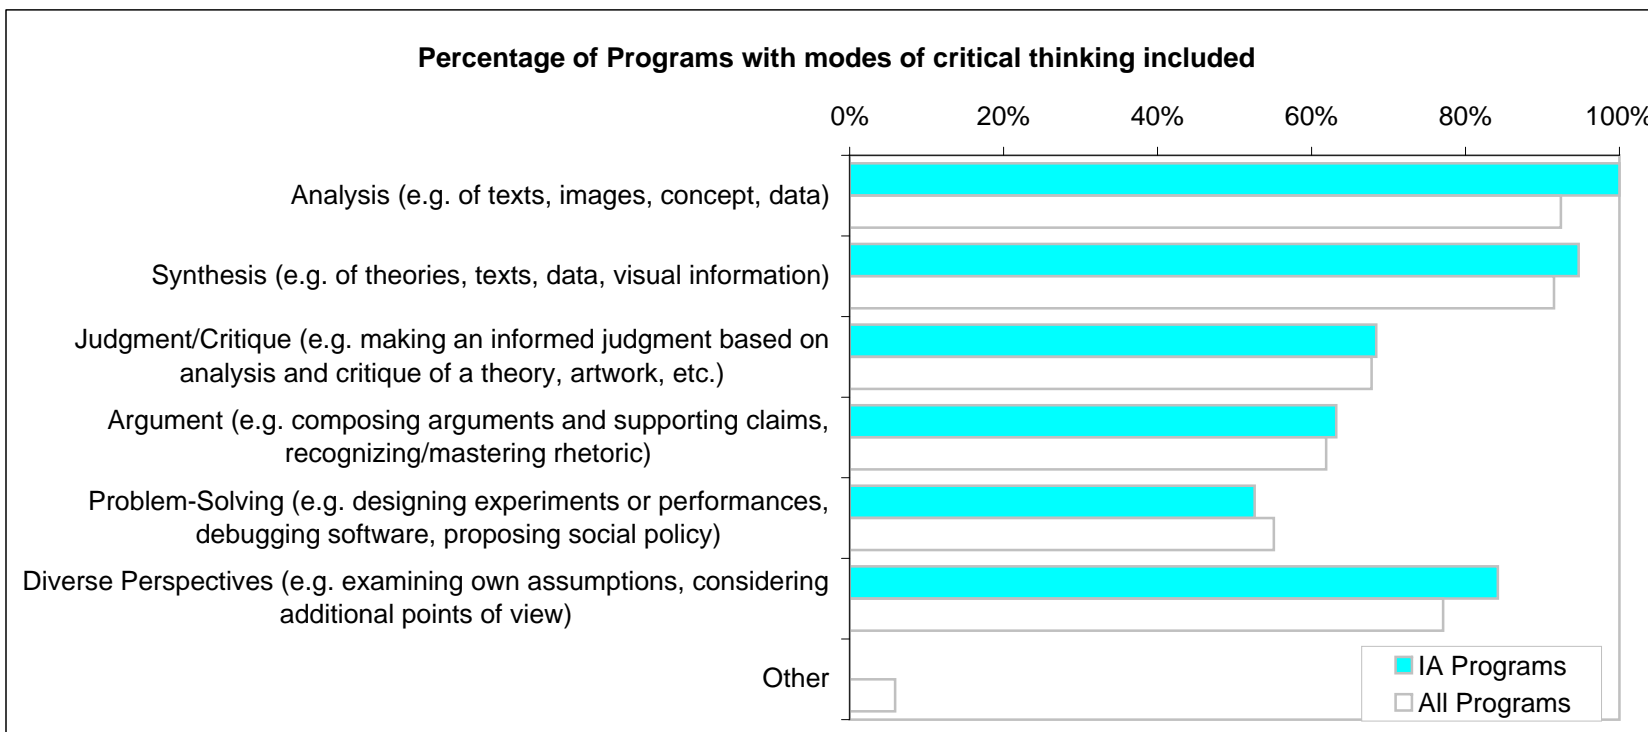 Percentage of Programs with modes of critical thinking included
0% 20% 40% 60% 80% 100%
Analysis (e.g. of texts, images, concept, data)
Synthesis (e.g. of theories, texts, data, visual information)
Judgment/Critique (e.g. making an informed judgment based on
analysis and critique of a theory, artwork, etc.)
Argument (e.g. composing arguments and supporting claims,
recognizing/mastering rhetoric)
Problem-Solving (e.g. designing experiments or performances,
debugging software, proposing social policy)
Diverse Perspectives (e.g. examining own assumptions, considering
additional points of view)
Other
IA Programs
All Programs